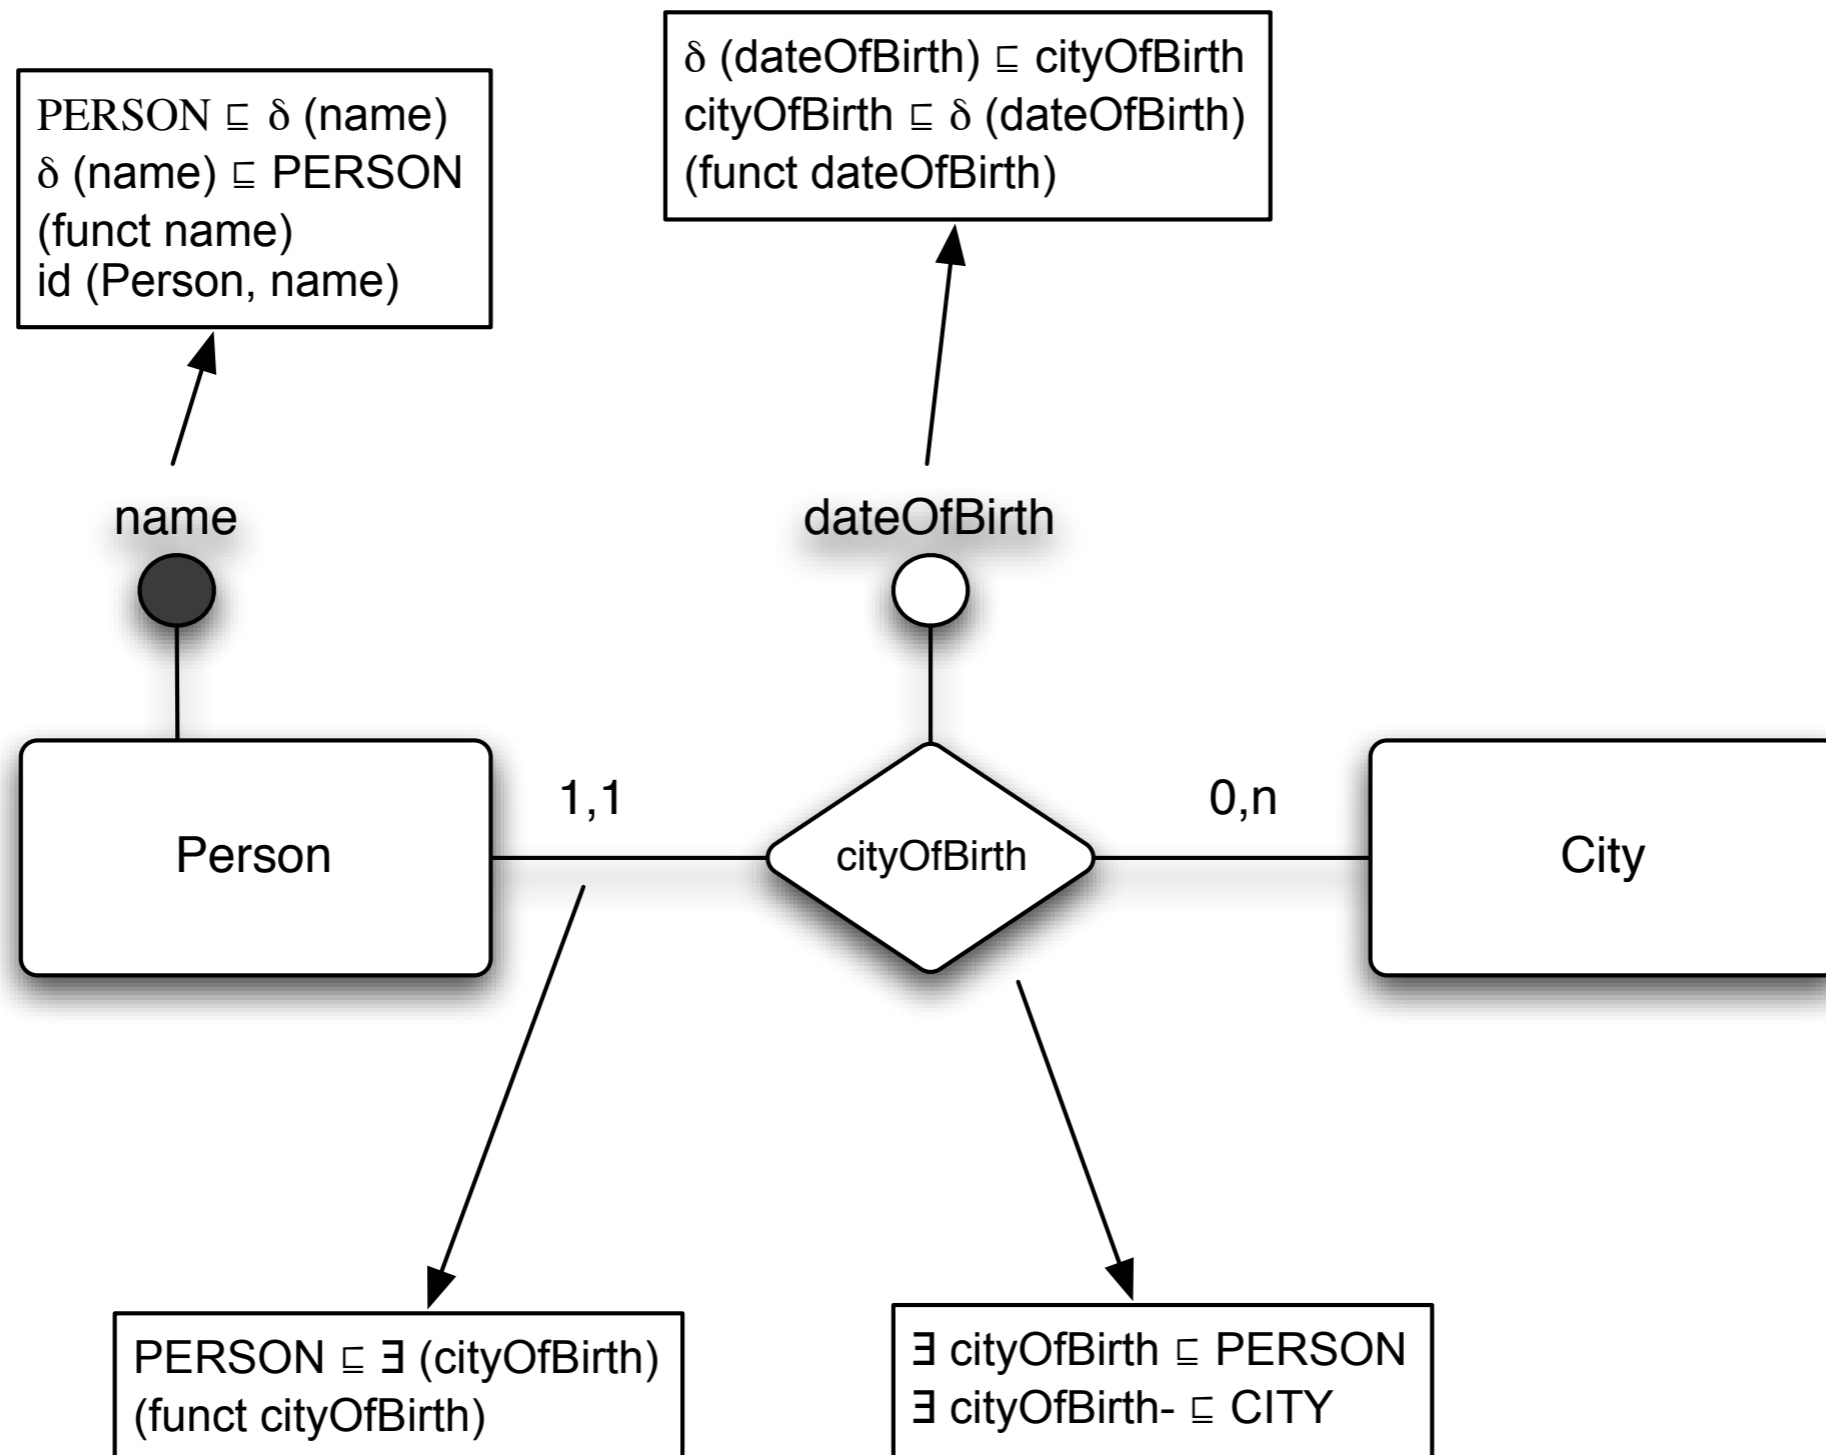 δ (dateOfBirth) ⊑ cityOfBirth
cityOfBirth ⊑ δ (dateOfBirth)
(funct dateOfBirth)
PERSON ⊑ δ (name)
δ (name) ⊑ PERSON
(funct name)
id (Person, name)
name
dateOfBirth
1,1
0,n
Person
cityOfBirth
City
PERSON ⊑ ∃ (cityOfBirth)
(funct cityOfBirth)
∃ cityOfBirth ⊑ PERSON
∃ cityOfBirth- ⊑ CITY